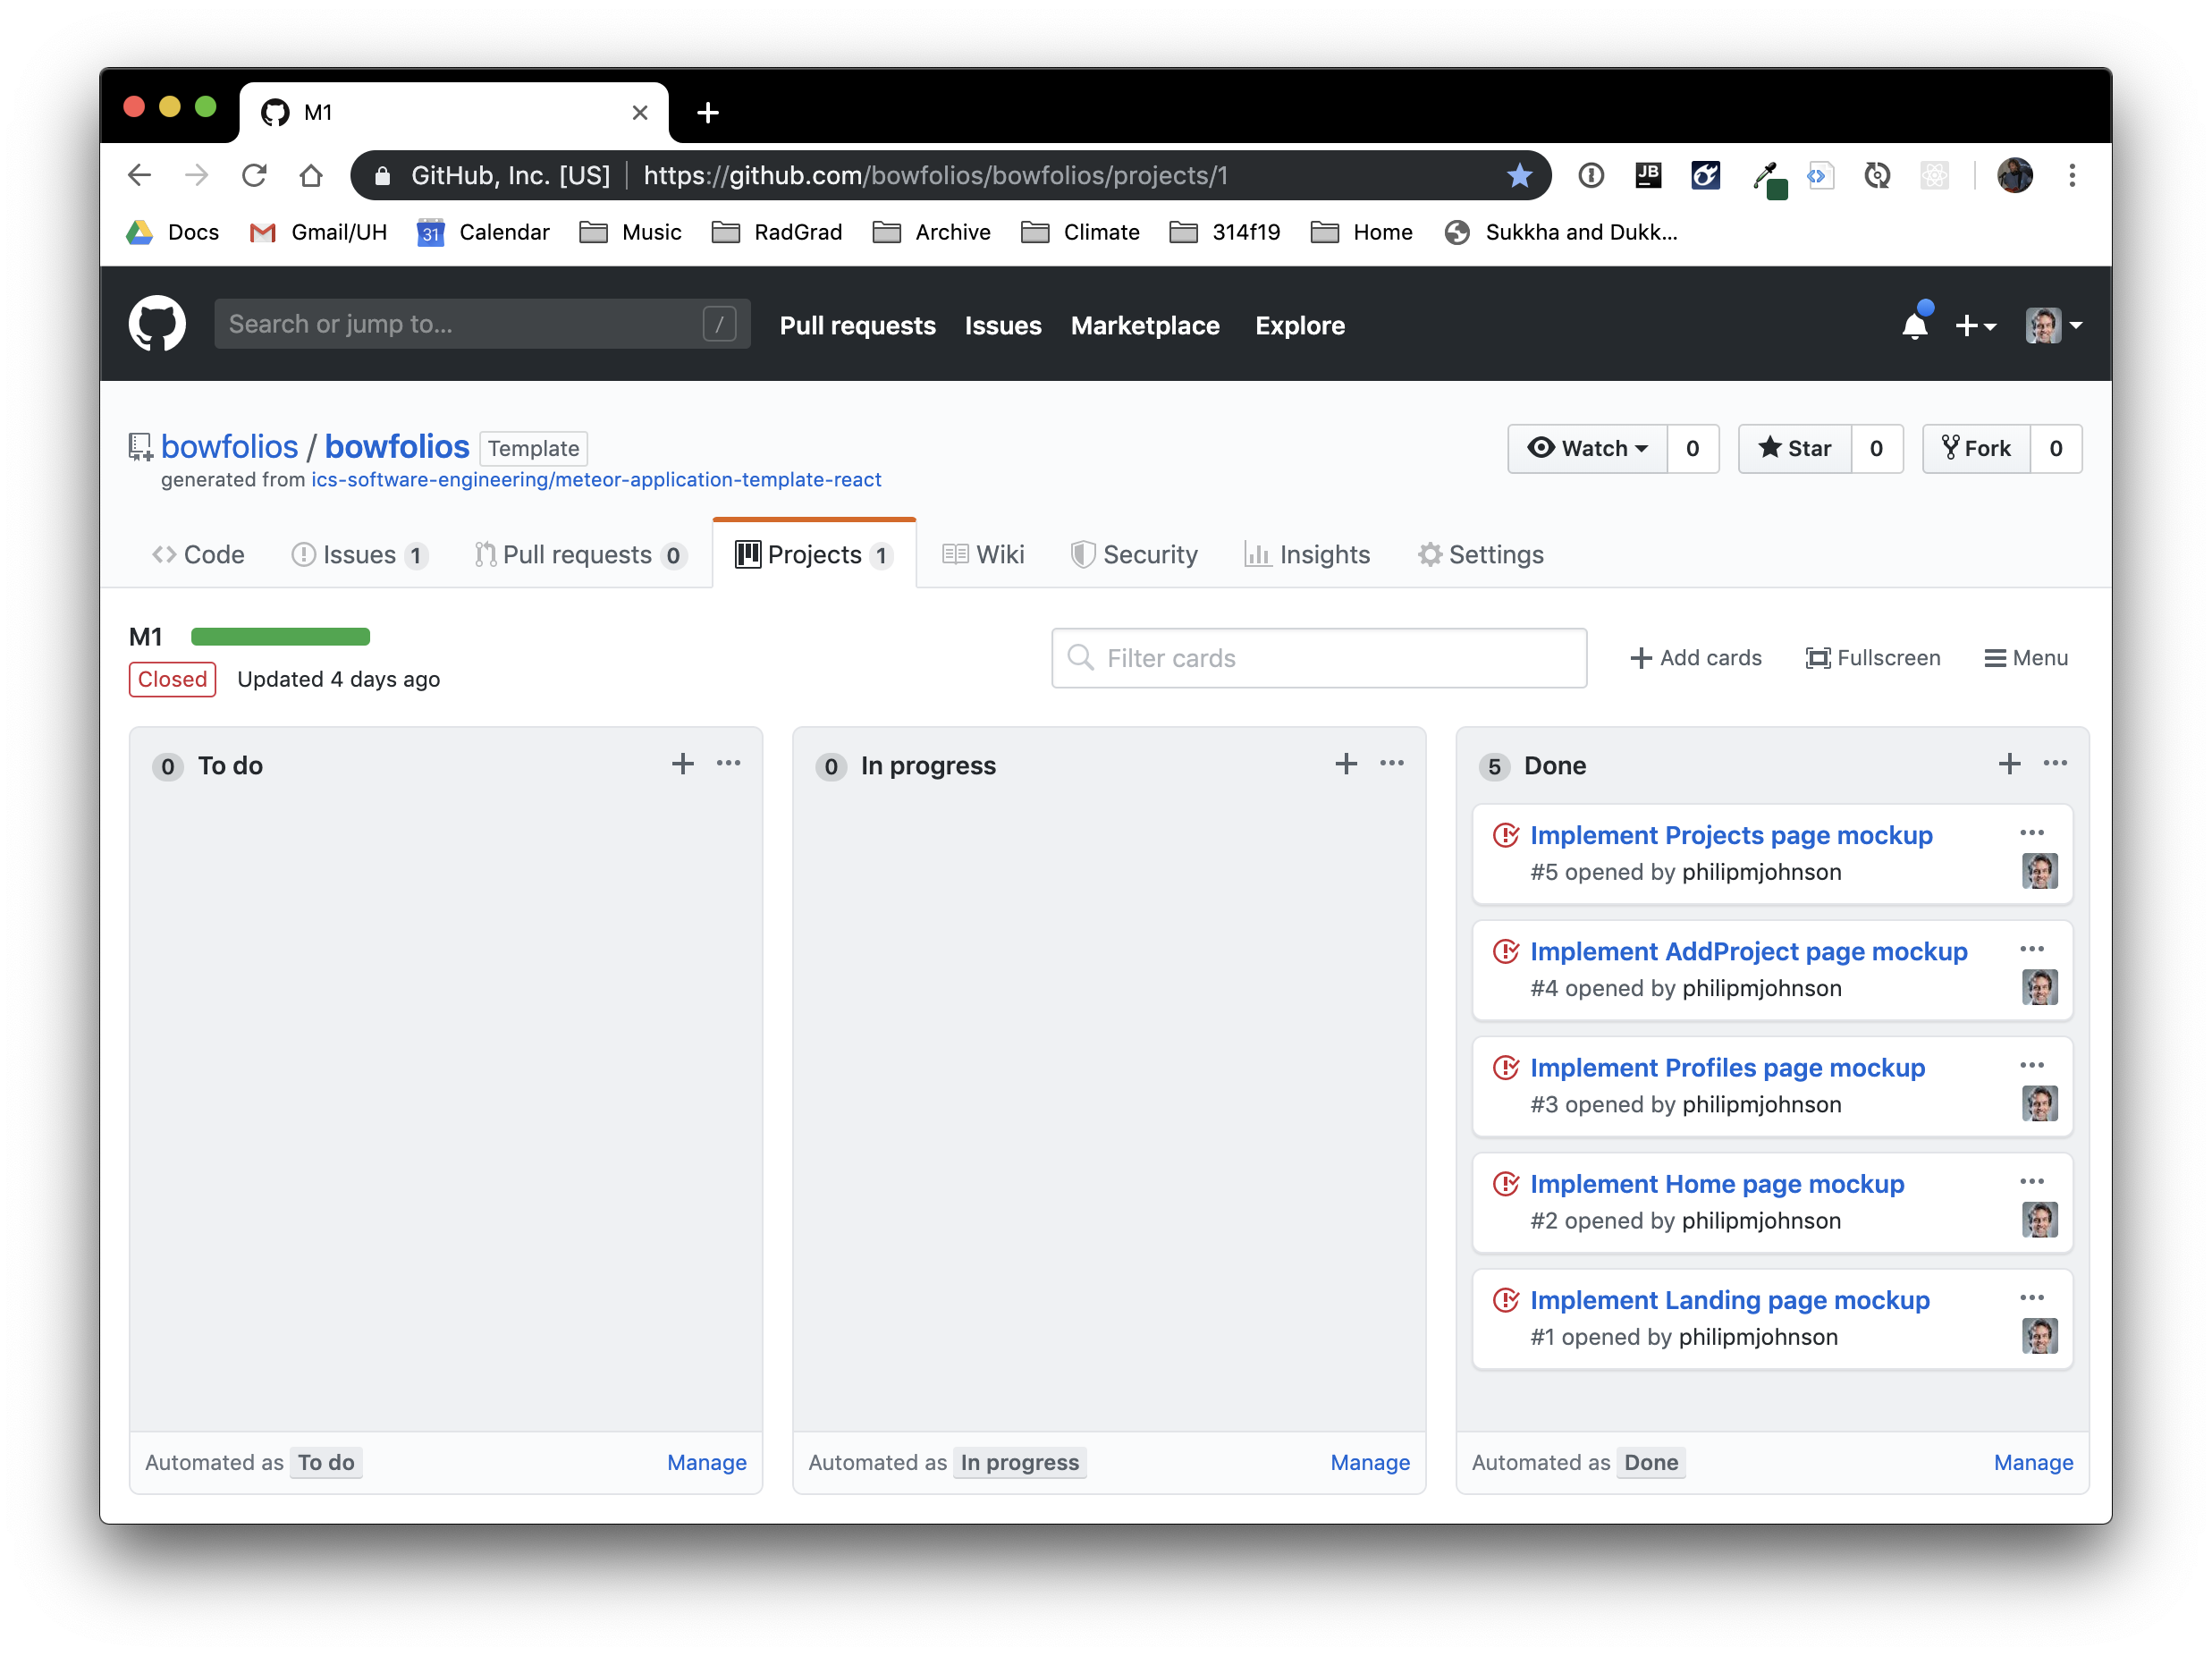 M1
GitHub, Inc. [US] https://github.com/bowfolios/bowfolios/projects/1
JB
Docs Gmail/UH 31 Calendar Music RadGrad Archive Climate 314f19 Home Sukkha and Dukk...
Search or jump to... / Pull requests Issues Marketplace Explore
bowfolios / bowfolios Template Watch 0 Star 0 Fork 0
generated from ics-software-engineering/meteor-application-template-react
Code Issues 1 Pull requests 0 Projects 1 Wiki Security Insights Settings
M1
Closed Updated 4 days ago
Filter cards Add cards Fullscreen Menu
0 To do
0 In progress
5 Done
Implement Projects page mockup
#5 opened by philipmjohnson
Implement AddProject page mockup
#4 opened by philipmjohnson
Implement Profiles page mockup
#3 opened by philipmjohnson
Implement Home page mockup
#2 opened by philipmjohnson
Implement Landing page mockup
#1 opened by philipmjohnson
Automated as To do Manage
Automated as In progress Manage
Automated as Done Manage